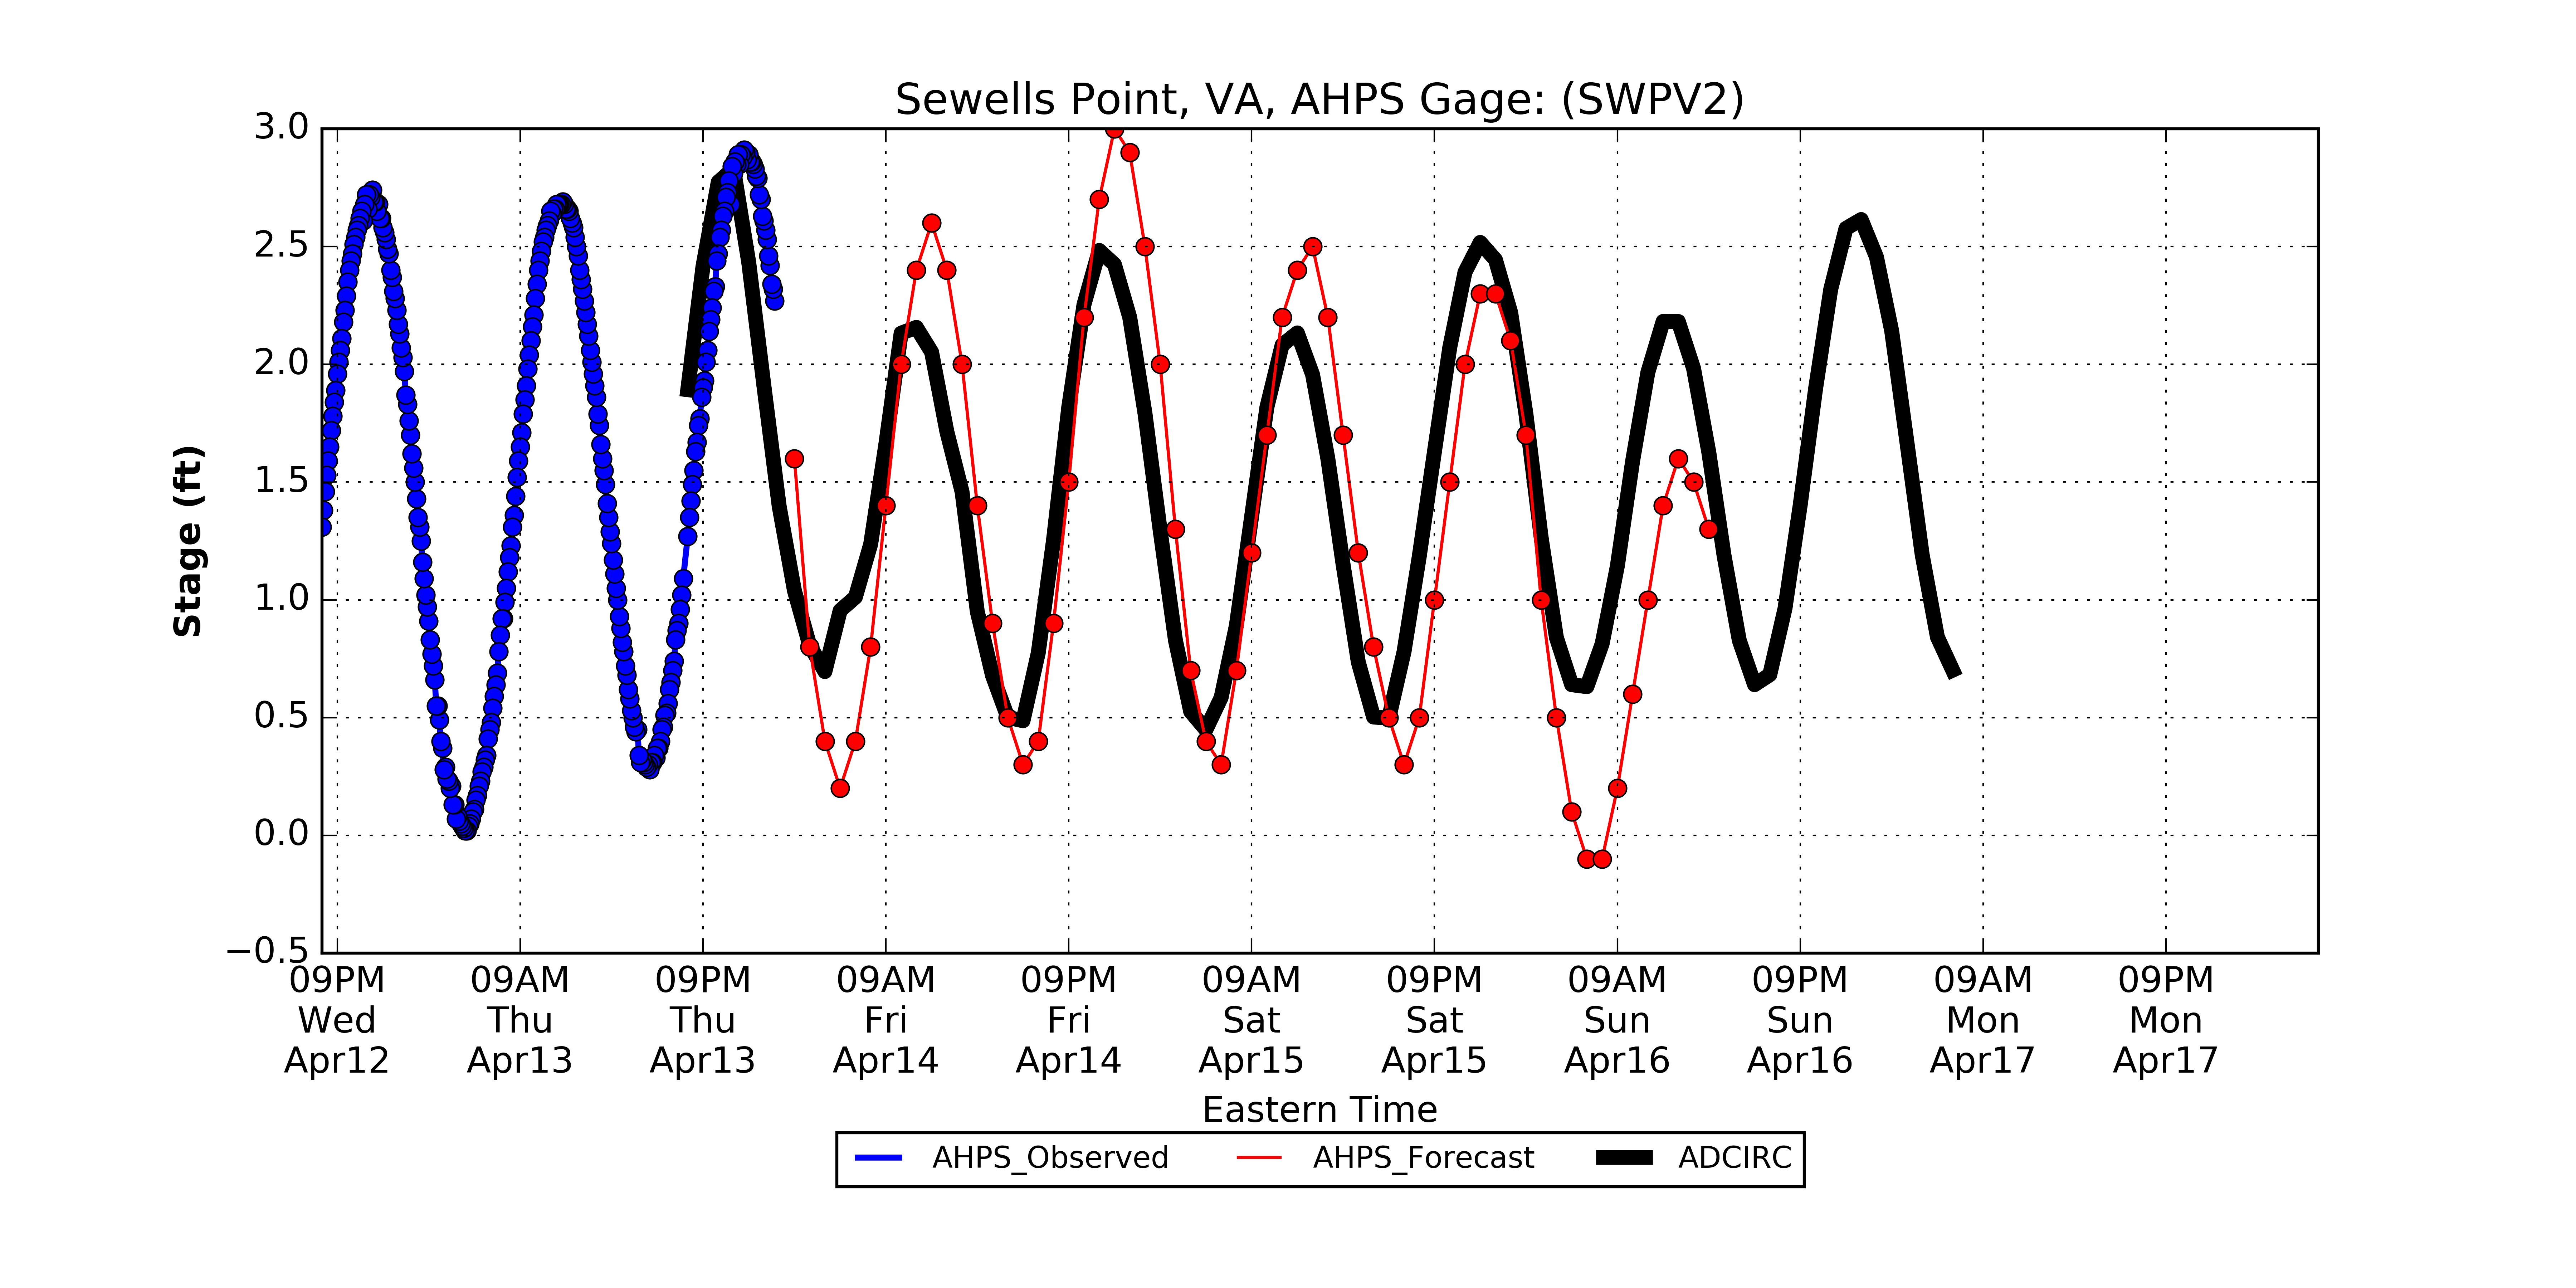 Sewells Point, VA, AHPS Gage: (SWPV2)
3.0
2.5
2.0
1.5
1.0
0.5
0.0
−0.5
Stage (ft)
09PM 09AM 09PM 09AM 09PM 09AM 09PM 09AM 09PM 09AM 09PM
Wed Thu Thu Fri Fri Sat Sat Sun Sun Mon Mon
Apr12 Apr13 Apr13 Apr14 Apr14 Apr15 Apr15 Apr16 Apr16 Apr17 Apr17
Eastern Time
AHPS_Observed AHPS_Forecast ADCIRC